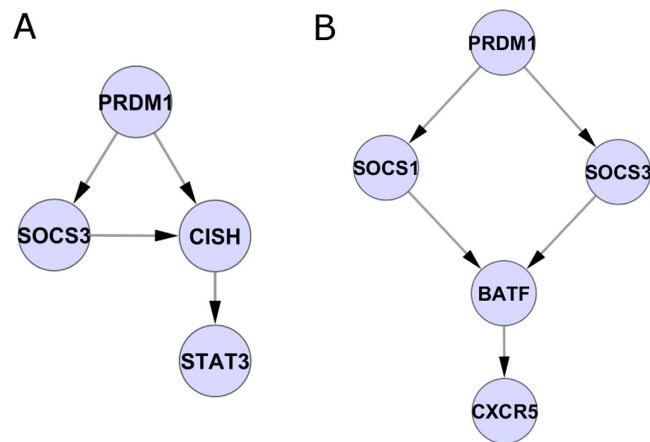 A
PRDM1
SOCS3
CISH
STAT3
B
PRDM1
SOCS1
SOCS3
BATF
CXCR5